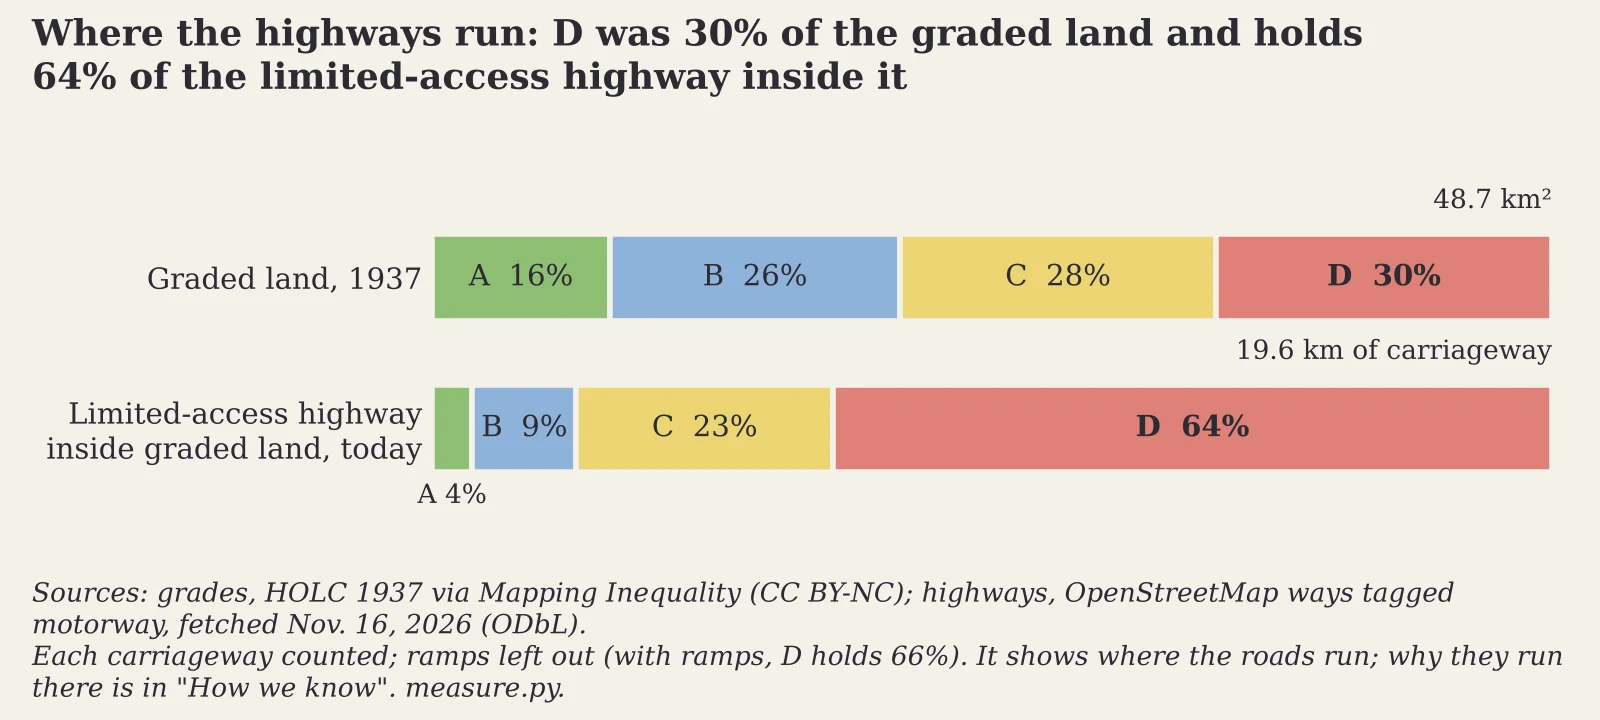 Where the highways run: D was 30% of the graded land and holds
64% of the limited-access highway inside it
48.7 km²
Graded land, 1937
A 16%
B 26%
C 28%
D 30%
19.6 km of carriageway
Limited-access highway
inside graded land, today
B 9%
C 23%
D 64%
A 4%
Sources: grades, HOLC 1937 via Mapping Inequality (CC BY-NC); highways, OpenStreetMap ways tagged
motorway, fetched Nov. 16, 2026 (ODbL).
Each carriageway counted; ramps left out (with ramps, D holds 66%). It shows where the roads run; why they run
there is in "How we know". measure.py.